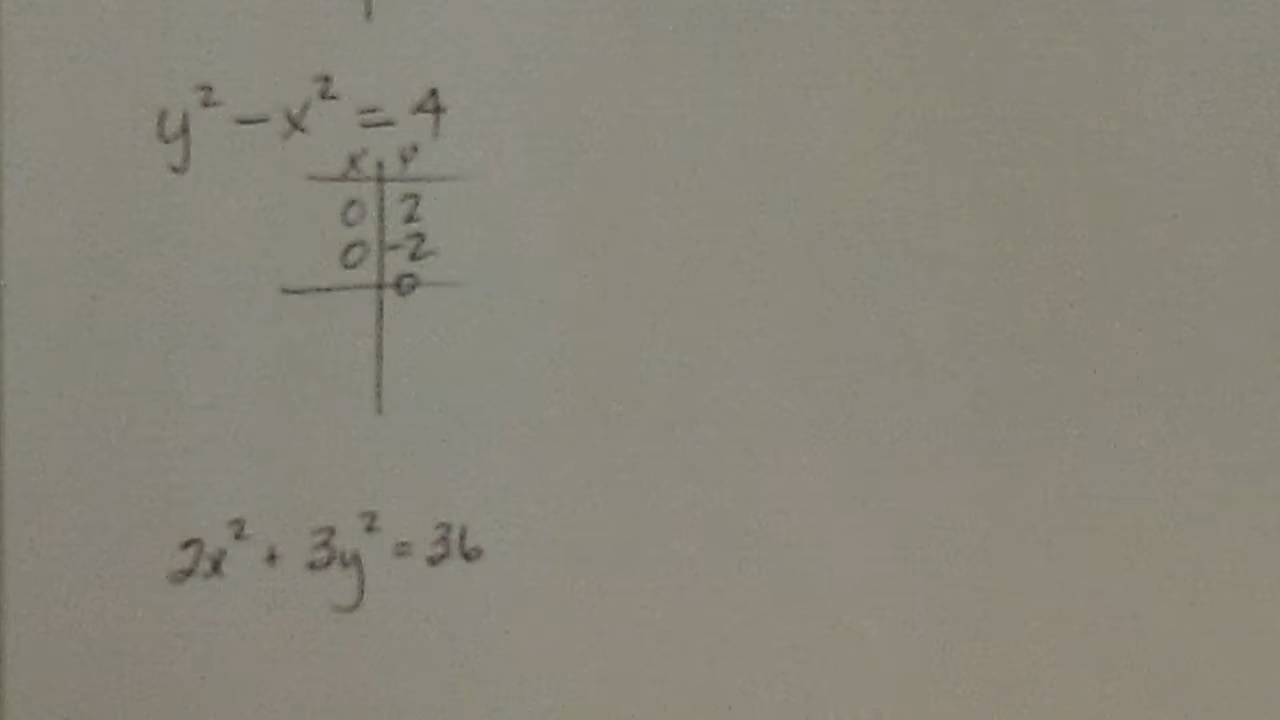 y² - x² = 4
x y
0 2
0 -2
0
2x² + 3y² = 36